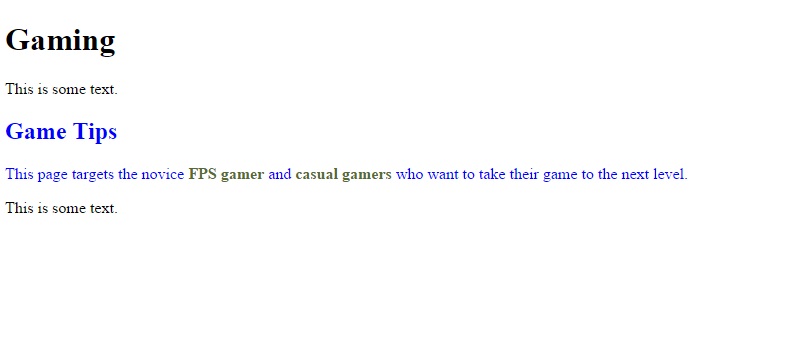 Gaming
This is some text.
Game Tips
This page targets the novice FPS gamer and casual gamers who want to take their game to the next level.
This is some text.